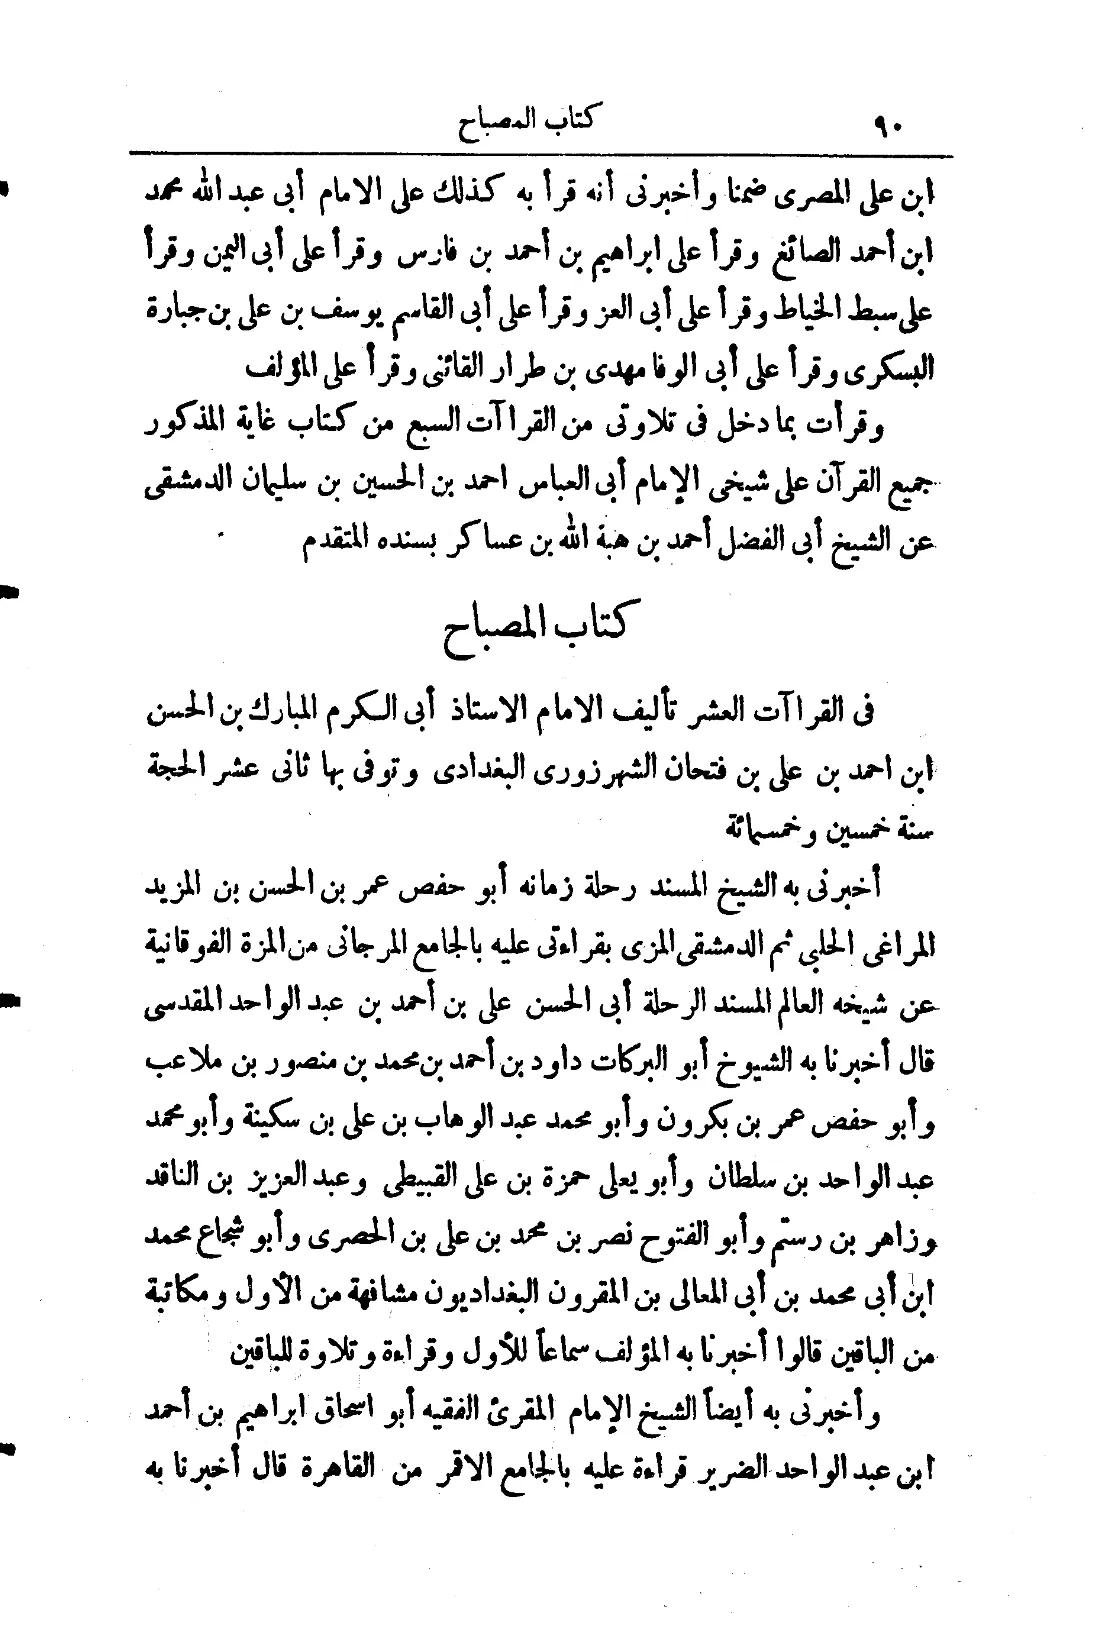 ٩٠ كتاب المصباح
ابن على المصرى ضمنا وأخبرنى أنه قرأ به كذلك على الامام أبى عبد الله محمد
ابن أحمد الصائغ وقرأ على ابراهيم بن أحمد بن فارس وقرأ على أبى اليمن وقرأ
على سبط الخياط وقرأ على أبى العز وقرأ على أبى القاسم يوسف بن على بن جبارة
البسكرى وقرأ على أبى الوفا مهدى بن طرار القائنى وقرأ على المؤلف
وقرأت بما دخل فى تلاوتى من القراآت السبع من كتاب غاية المذكور
جميع القرآن على شيخى الإمام أبى العباس احمد بن الحسين بن سليمان الدمشقى
عن الشيخ أبى الفضل أحمد بن هبة الله بن عساكر بسنده المتقدم
كتاب المصباح
فى القراآت العشر تأليف الامام الاستاذ أبى الكرم المبارك بن الحسن
ابن احمد بن على بن فتحان الشهرزورى البغدادى وتوفى بها ثانى عشر الحجة
سنة خمسين وخمسمائة
أخبرنى به الشيخ المسند رحلة زمانه أبو حفص عمر بن الحسن بن المزيد
المراغى الحلبى ثم الدمشقى المزى بقراءتى عليه بالجامع المرجانى من المزة الفوقانية
عن شيخه العالم المسند الرحلة أبى الحسن على بن أحمد بن عبد الواحد المقدسى
قال أخبرنا به الشيوخ أبو البركات داود بن أحمد بن محمد بن منصور بن ملاعب
وأبو حفص عمر بن بكرون وأبو محمد عبد الوهاب بن على بن سكينة وأبو محمد
عبد الواحد بن سلطان وأبو يعلى حمزة بن على القبيطى وعبد العزيز بن الناقد
وزاهر بن رستم وأبو الفتوح نصر بن محمد بن على بن الحصرى وأبو شجاع محمد
ابن أبى محمد بن أبى المعالى بن المقرون البغداديون مشافهة من الأول ومكاتبة
من الباقين قالوا أخبرنا به المؤلف سماعاً للأول وقراءة وتلاوة للباقين
وأخبرنى به أيضاً الشيخ الإمام المقرئ الفقيه أبو اسحاق ابراهيم بن أحمد
ابن عبد الواحد الضرير قراءة عليه بالجامع الاقمر من القاهرة قال أخبرنا به